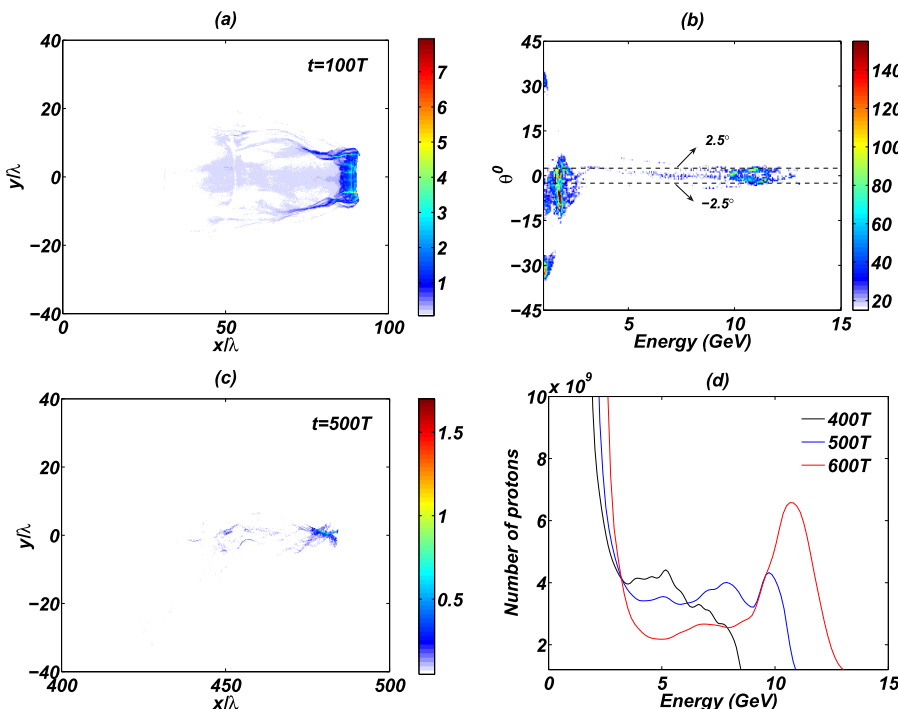 (a)
t=100T
40
20
0
−20
−40
y/λ
0
50
100
x/λ
7
6
5
4
3
2
1
(b)
2.5°
−2.5°
45
30
15
0
−15
−30
−45
θ⁰
5
10
15
Energy (GeV)
140
120
100
80
60
40
20
(c)
t=500T
40
20
0
−20
−40
y/λ
400
450
500
x/λ
1.5
1
0.5
(d)
10 x 10⁹
400T
500T
600T
8
6
4
2
Number of protons
0
5
10
15
Energy (GeV)